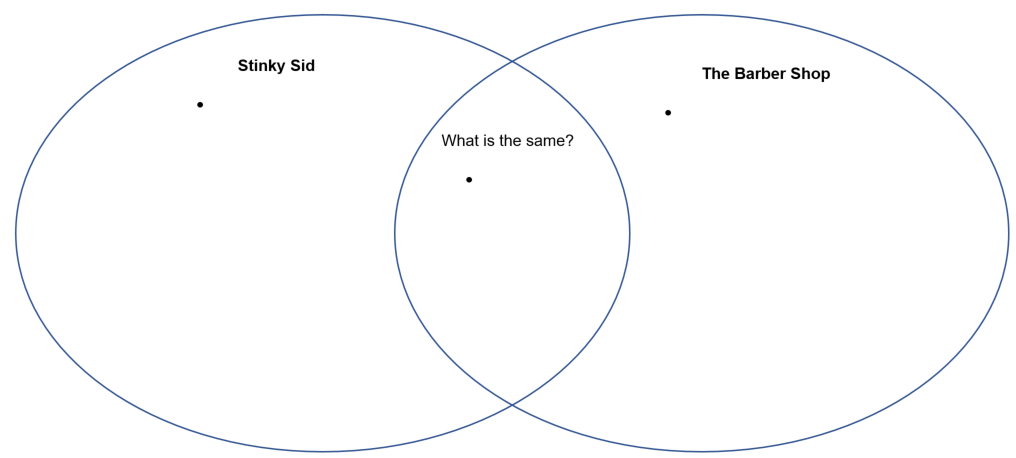 Stinky Sid
•
What is the same?
•
The Barber Shop
•